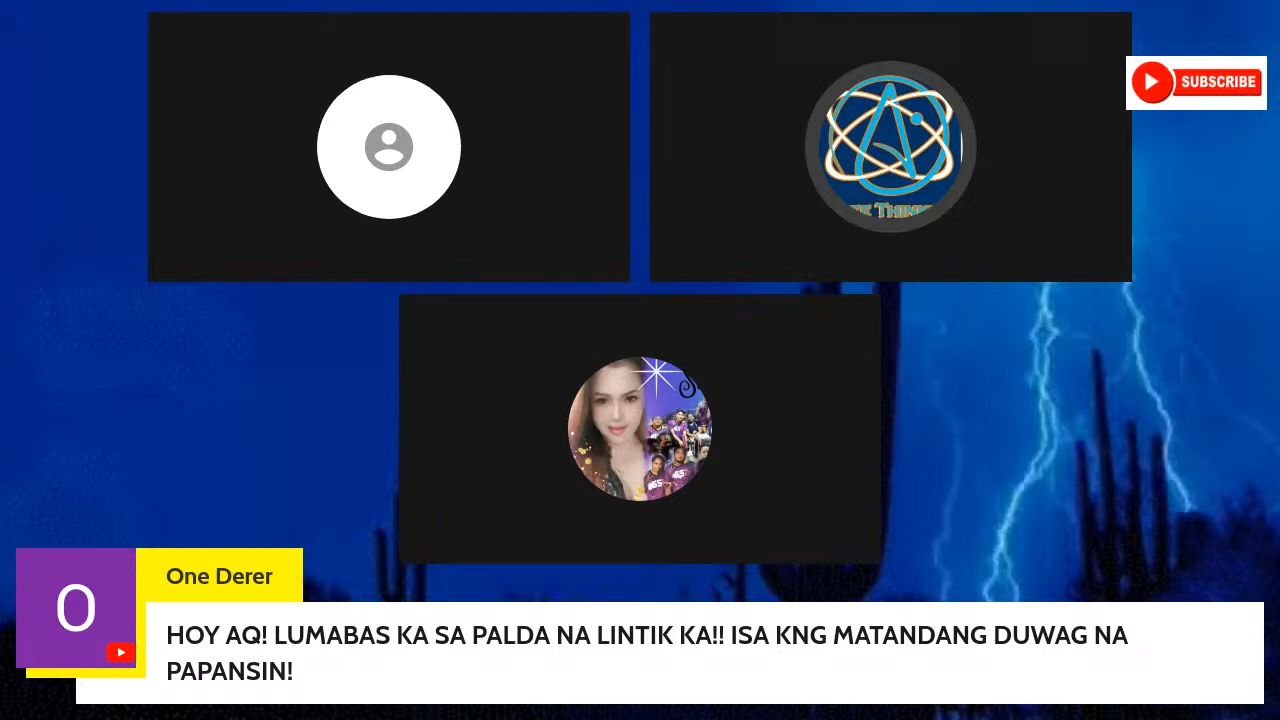 SUBSCRIBE
One Derer
O
HOY AQ! LUMABAS KA SA PALDA NA LINTIK KA!! ISA KNG MATANDANG DUWAG NA
PAPANSIN!